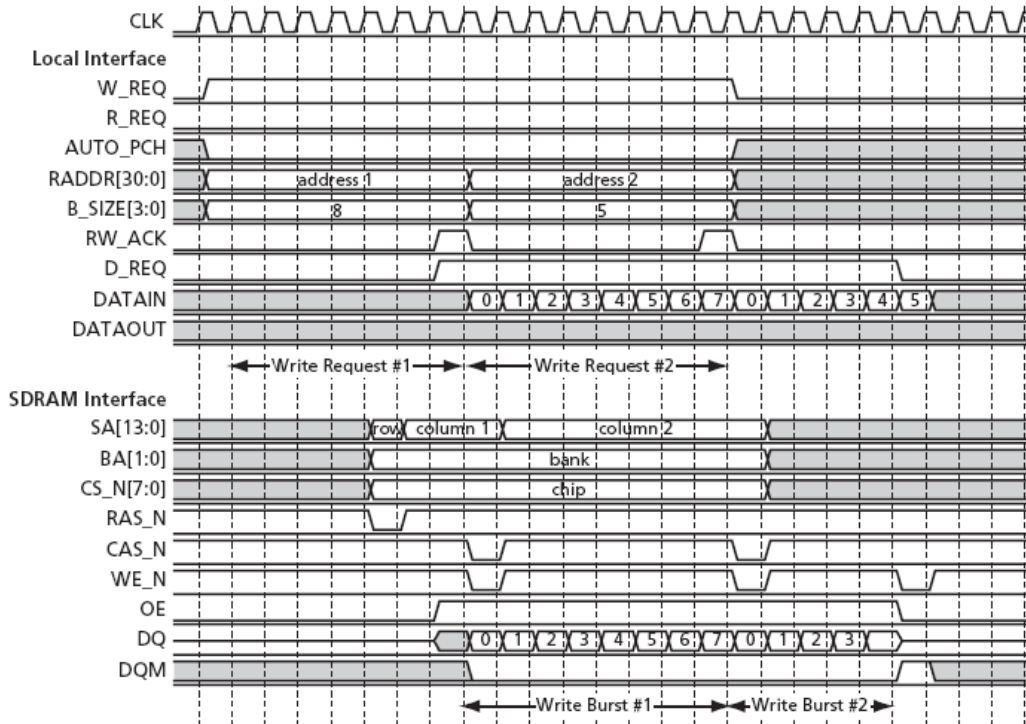 CLK
Local Interface
W_REQ
R_REQ
AUTO_PCH
RADDR[30:0] address 1 address 2
B_SIZE[3:0] 8 5
RW_ACK
D_REQ
DATAIN 0 1 2 3 4 5 6 7 0 1 2 3 4 5
DATAOUT
Write Request #1 Write Request #2
SDRAM Interface
SA[13:0] row column 1 column 2
BA[1:0] bank
CS_N[7:0] chip
RAS_N
CAS_N
WE_N
OE
DQ 0 1 2 3 4 5 6 7 0 1 2 3
DQM
Write Burst #1 Write Burst #2